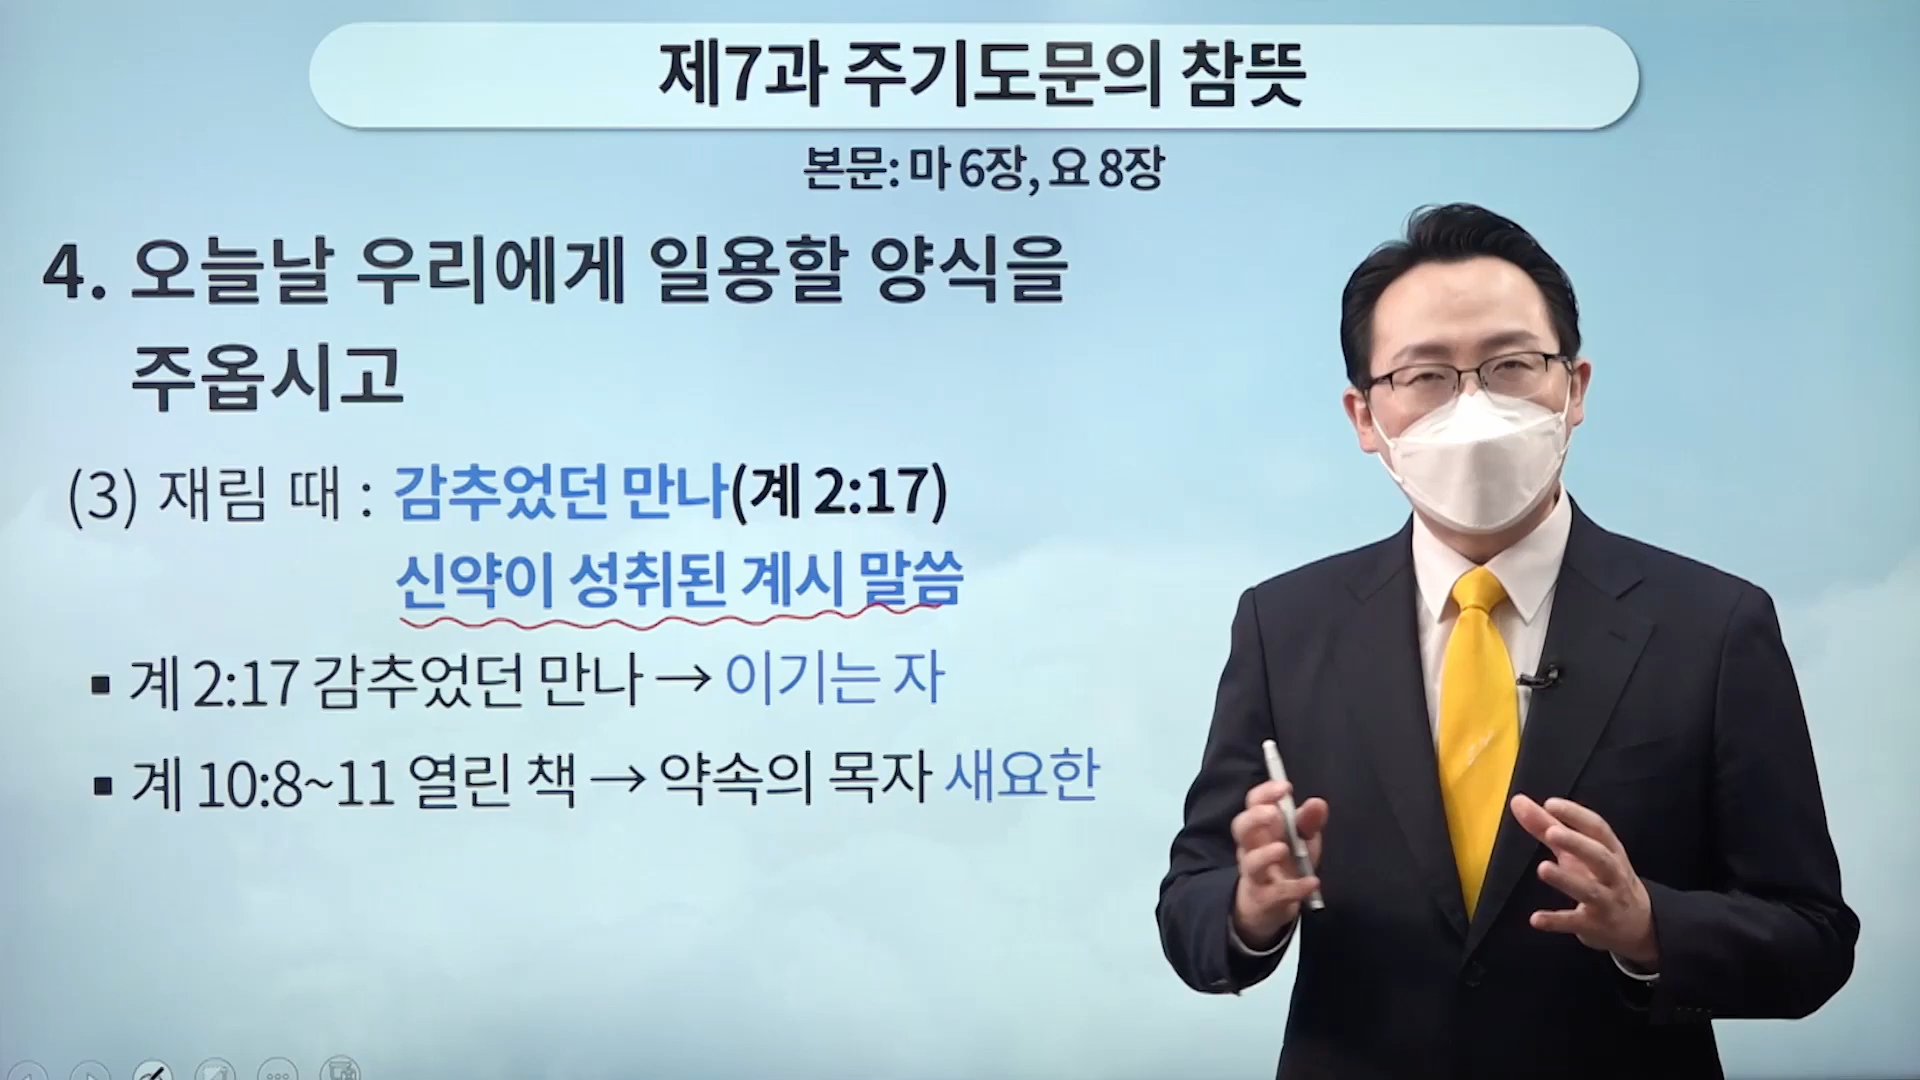 제7과 주기도문의 참뜻
본문: 마 6장, 요 8장
4. 오늘날 우리에게 일용할 양식을
주옵시고
(3) 재림 때 : 감추었던 만나(계 2:17)
신약이 성취된 계시 말씀
▪ 계 2:17 감추었던 만나 → 이기는 자
▪ 계 10:8~11 열린 책 → 약속의 목자 새요한